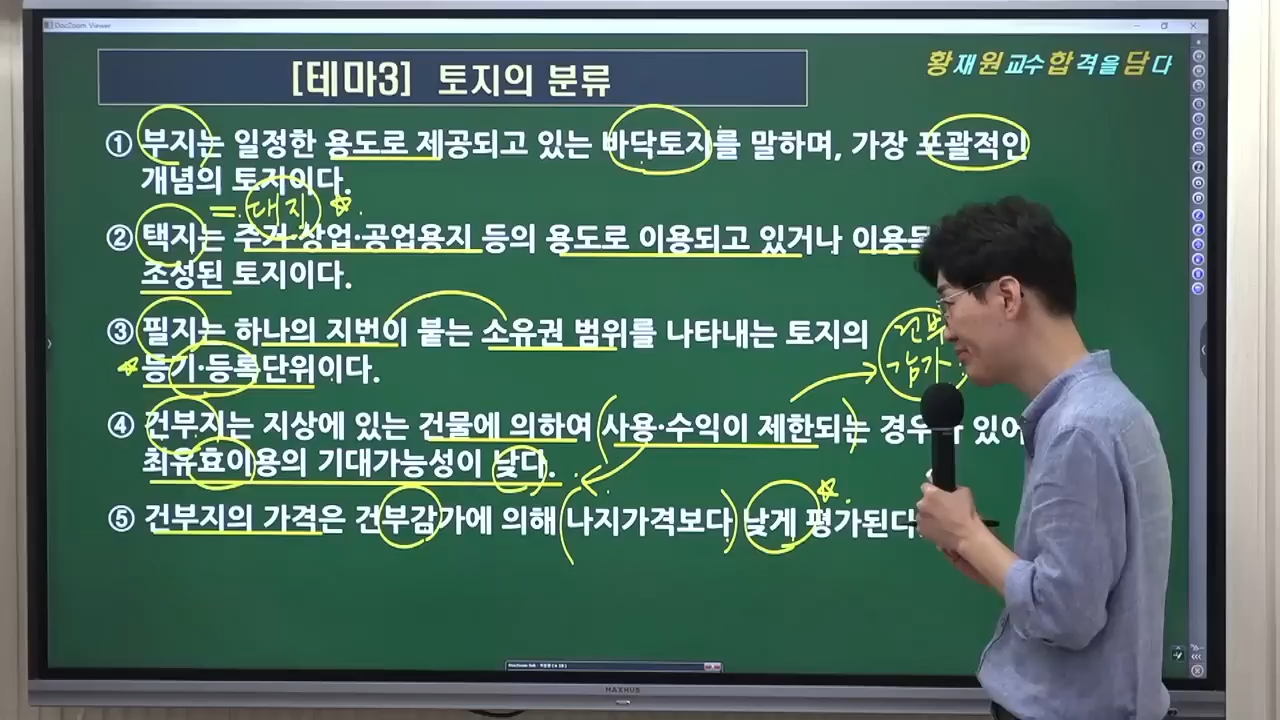 DocZoom Viewer
[테마3] 토지의 분류
황재원교수합격을담다
① 부지는 일정한 용도로 제공되고 있는 바닥토지를 말하며, 가장 포괄적인
개념의 토지이다.
= 대지
② 택지는 주거·상업·공업용지 등의 용도로 이용되고 있거나
조성된 토지이다.
③ 필지는 하나의 지번이 붙는 소유권 범위를 나타내는 토지의
등기·등록단위이다.
건부
감가
④ 건부지는 지상에 있는 건물에 의하여 사용·수익이 제한되는
최유효이용의 기대가능성이 낮다.
⑤ 건부지의 가격은 건부감가에 의해 나지가격보다 낮게 평가된다
MAXHUB